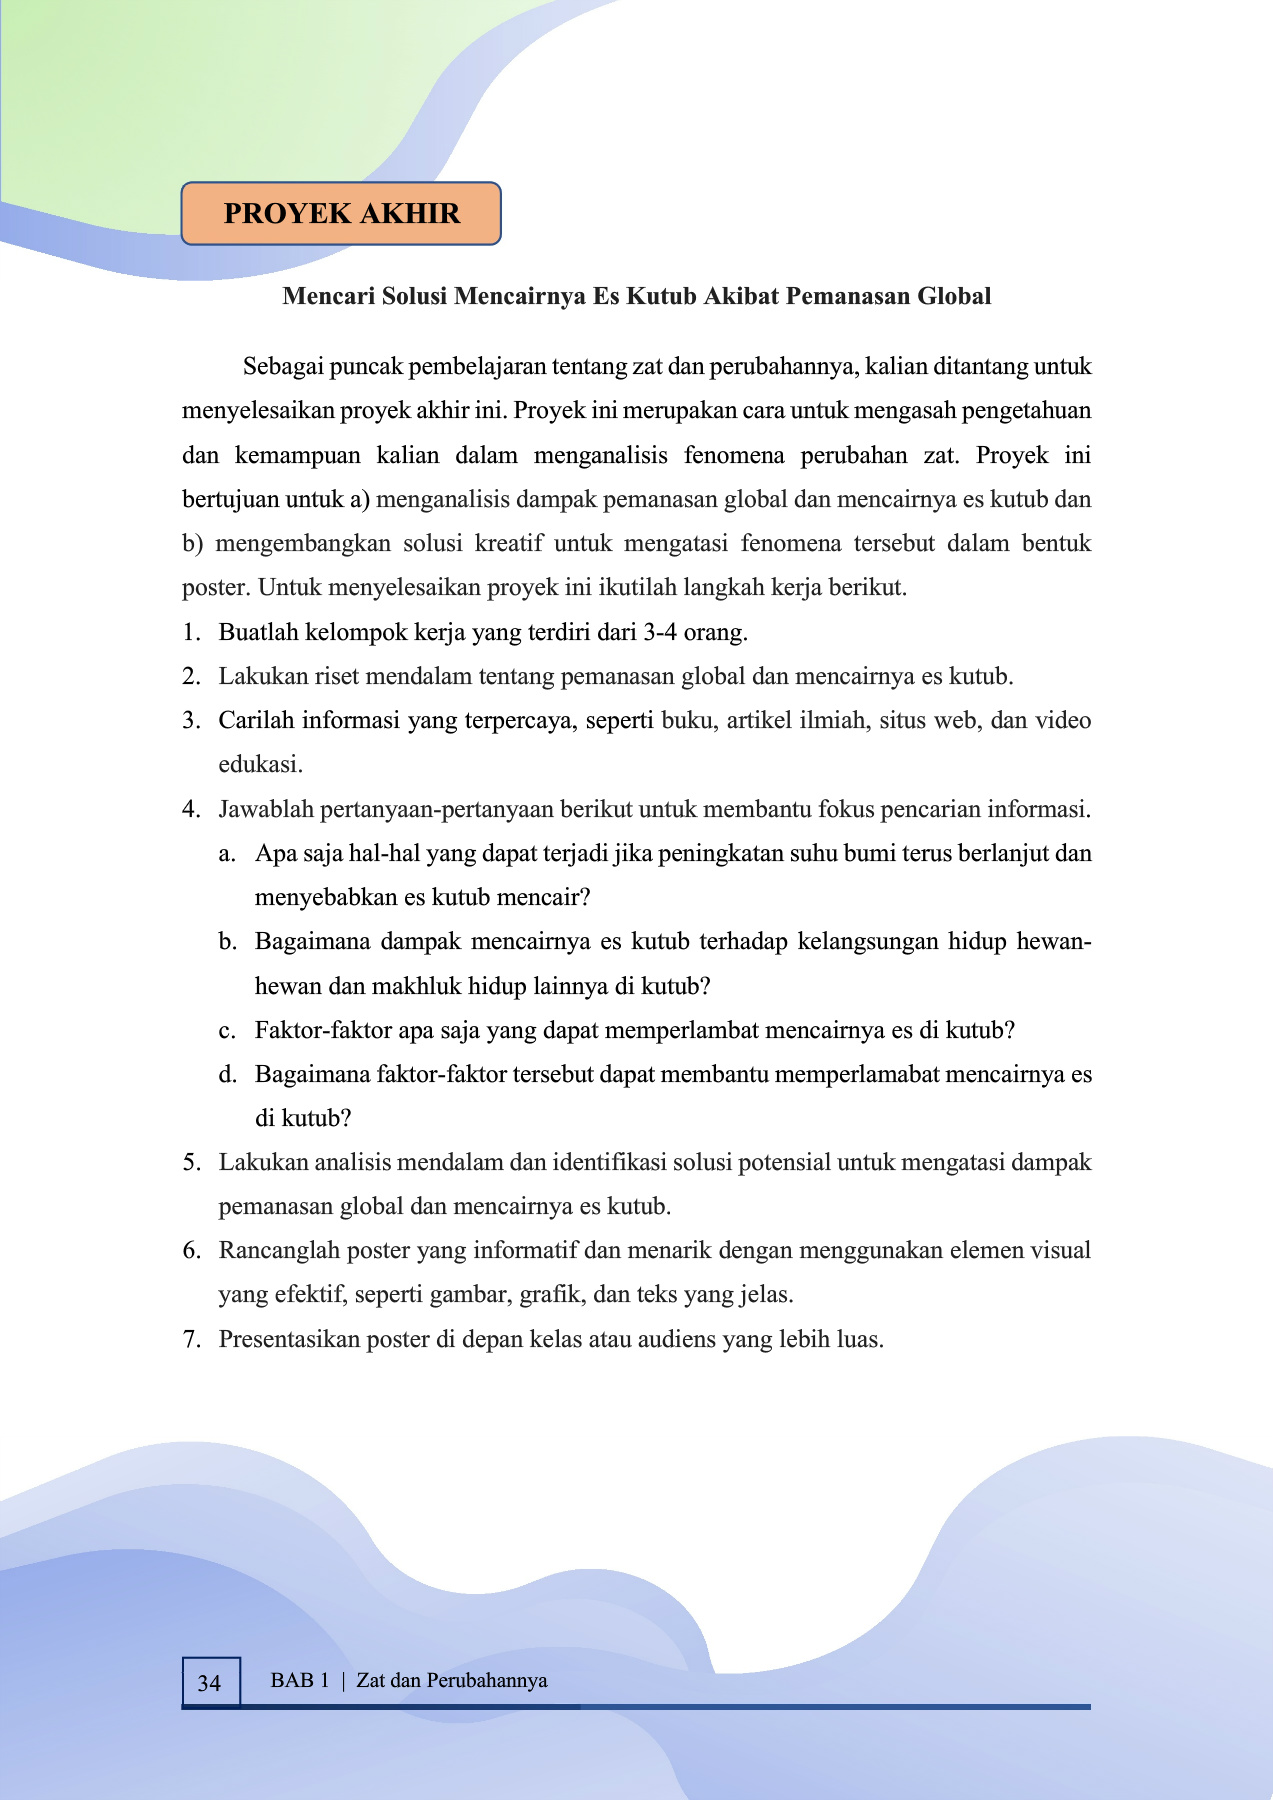 PROYEK AKHIR
Mencari Solusi Mencairnya Es Kutub Akibat Pemanasan Global
Sebagai puncak pembelajaran tentang zat dan perubahannya, kalian ditantang untuk
menyelesaikan proyek akhir ini. Proyek ini merupakan cara untuk mengasah pengetahuan
dan kemampuan kalian dalam menganalisis fenomena perubahan zat. Proyek ini
bertujuan untuk a) menganalisis dampak pemanasan global dan mencairnya es kutub dan
b) mengembangkan solusi kreatif untuk mengatasi fenomena tersebut dalam bentuk
poster. Untuk menyelesaikan proyek ini ikutilah langkah kerja berikut.
1. Buatlah kelompok kerja yang terdiri dari 3-4 orang.
2. Lakukan riset mendalam tentang pemanasan global dan mencairnya es kutub.
3. Carilah informasi yang terpercaya, seperti buku, artikel ilmiah, situs web, dan video
edukasi.
4. Jawablah pertanyaan-pertanyaan berikut untuk membantu fokus pencarian informasi.
a. Apa saja hal-hal yang dapat terjadi jika peningkatan suhu bumi terus berlanjut dan
menyebabkan es kutub mencair?
b. Bagaimana dampak mencairnya es kutub terhadap kelangsungan hidup hewan-
hewan dan makhluk hidup lainnya di kutub?
c. Faktor-faktor apa saja yang dapat memperlambat mencairnya es di kutub?
d. Bagaimana faktor-faktor tersebut dapat membantu memperlamabat mencairnya es
di kutub?
5. Lakukan analisis mendalam dan identifikasi solusi potensial untuk mengatasi dampak
pemanasan global dan mencairnya es kutub.
6. Rancanglah poster yang informatif dan menarik dengan menggunakan elemen visual
yang efektif, seperti gambar, grafik, dan teks yang jelas.
7. Presentasikan poster di depan kelas atau audiens yang lebih luas.
34 BAB 1 | Zat dan Perubahannya